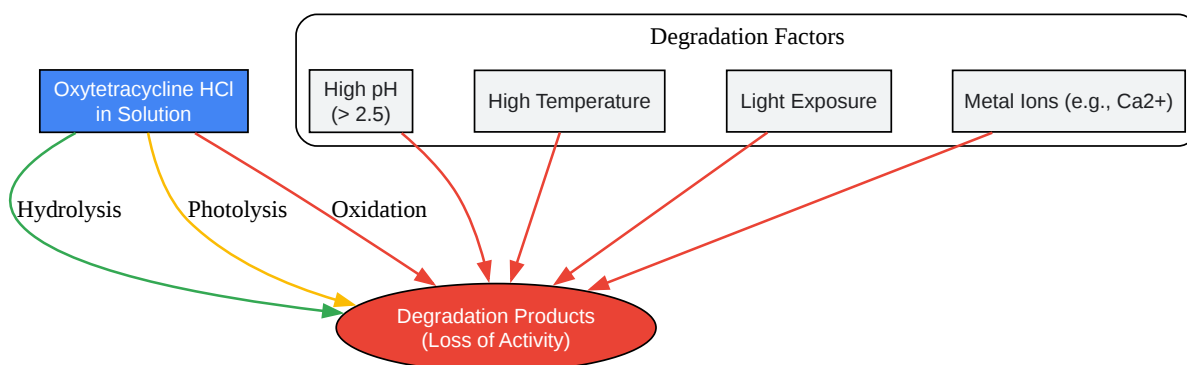 Degradation Factors
Oxytetracycline HCl
in Solution
High pH
(> 2.5)
High Temperature
Light Exposure
Metal Ions (e.g., Ca2+)
Hydrolysis
Photolysis
Oxidation
Degradation Products
(Loss of Activity)